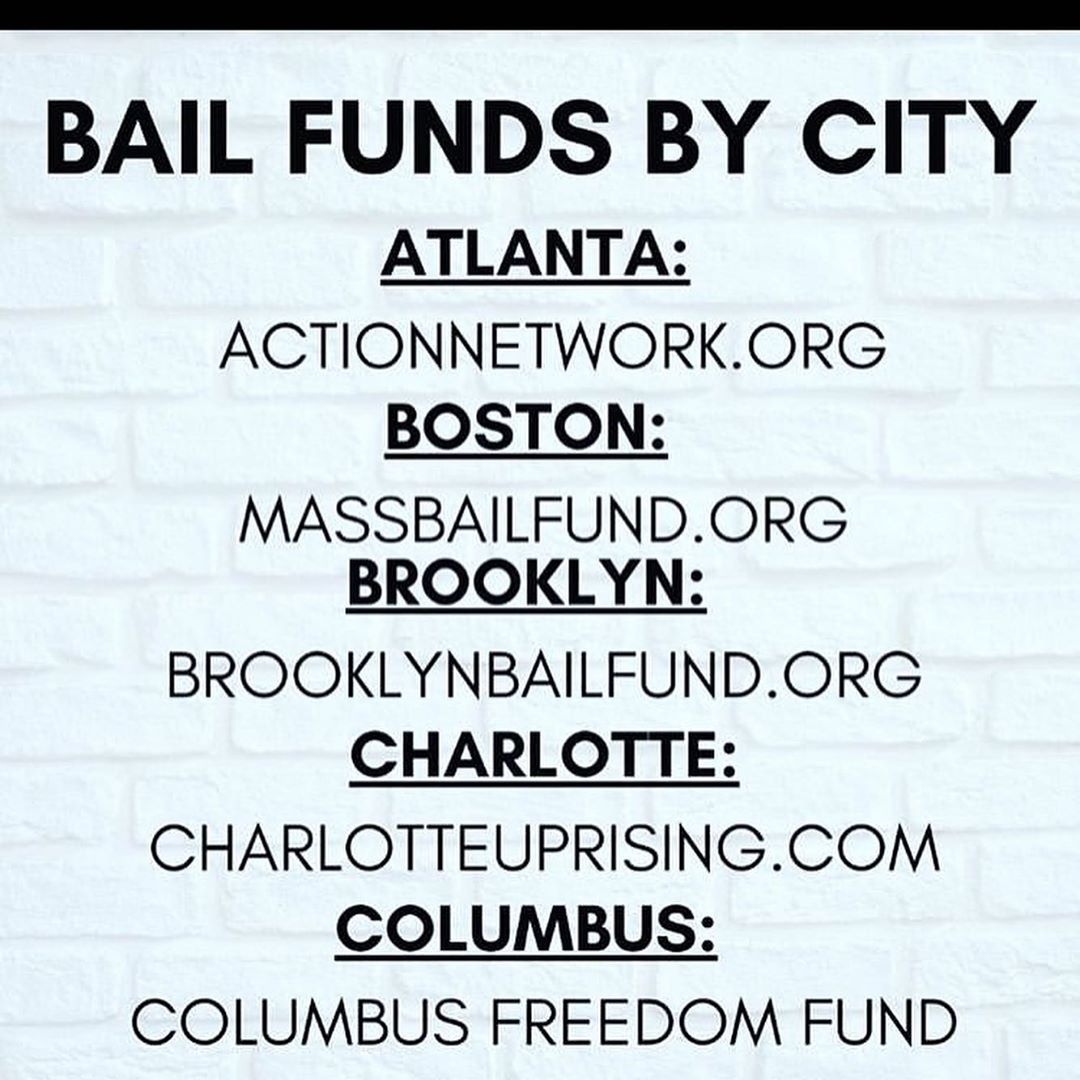 BAIL FUNDS BY CITY
ATLANTA:
ACTIONNETWORK.ORG
BOSTON:
MASSBAILFUND.ORG
BROOKLYN:
BROOKLYNBAILFUND.ORG
CHARLOTTE:
CHARLOTTEUPRISING.COM
COLUMBUS:
COLUMBUS FREEDOM FUND